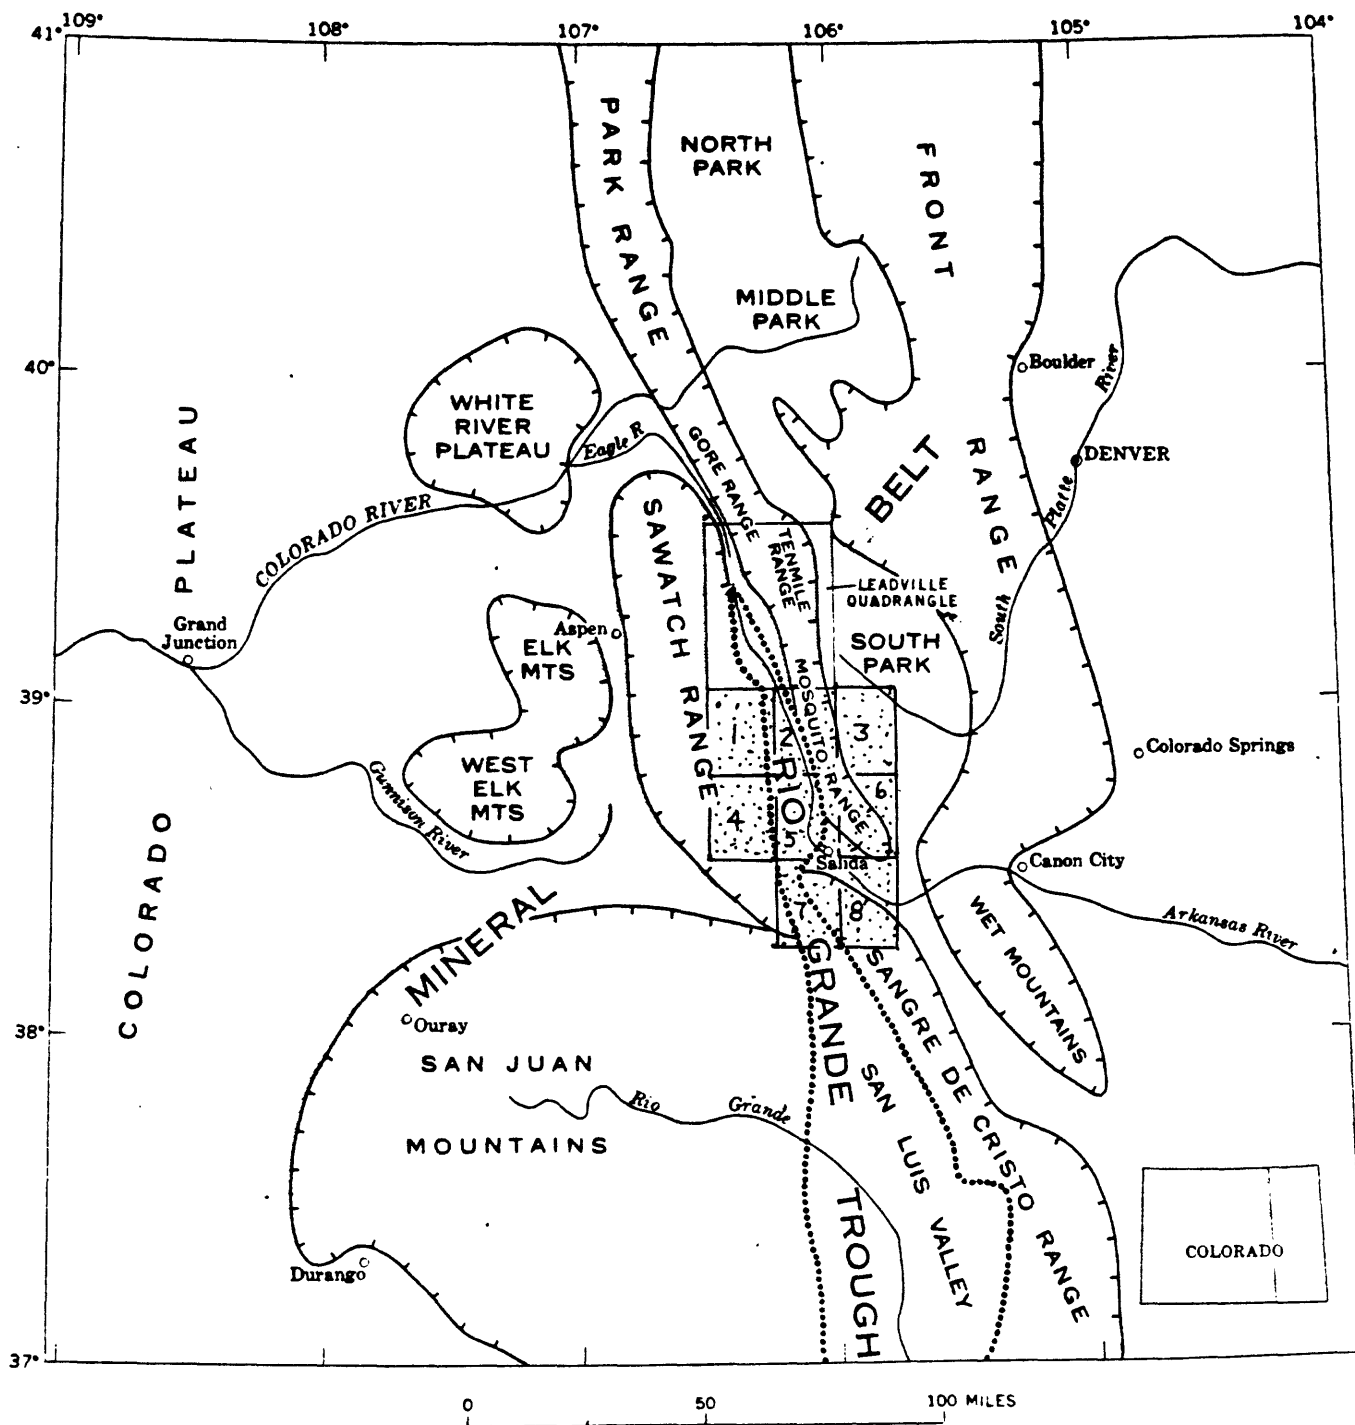 41° 109° 108° 107° 106° 105° 104°
PARK RANGE
NORTH
PARK
FRONT
RANGE
MIDDLE
PARK
40°
Boulder
South Platte River
DENVER
WHITE
RIVER
PLATEAU
Eagle R
GORE RANGE
BELT
COLORADO PLATEAU
COLORADO RIVER
SAWATCH RANGE
TENMILE
RANGE
LEADVILLE
QUADRANGLE
Grand
Junction
Aspen
ELK
MTS
SOUTH
PARK
MOSQUITO RANGE
39°
1 2 3
Colorado Springs
WEST
ELK
MTS
Gunnison River
4 5 6
Salida
Canon City
7 8
Arkansas River
WET MOUNTAINS
MINERAL
RIO GRANDE TROUGH
SANGRE DE CRISTO RANGE
38°
Ouray
SAN JUAN
MOUNTAINS
Rio Grande
SAN LUIS VALLEY
Durango
COLORADO
37°
0 50 100 MILES